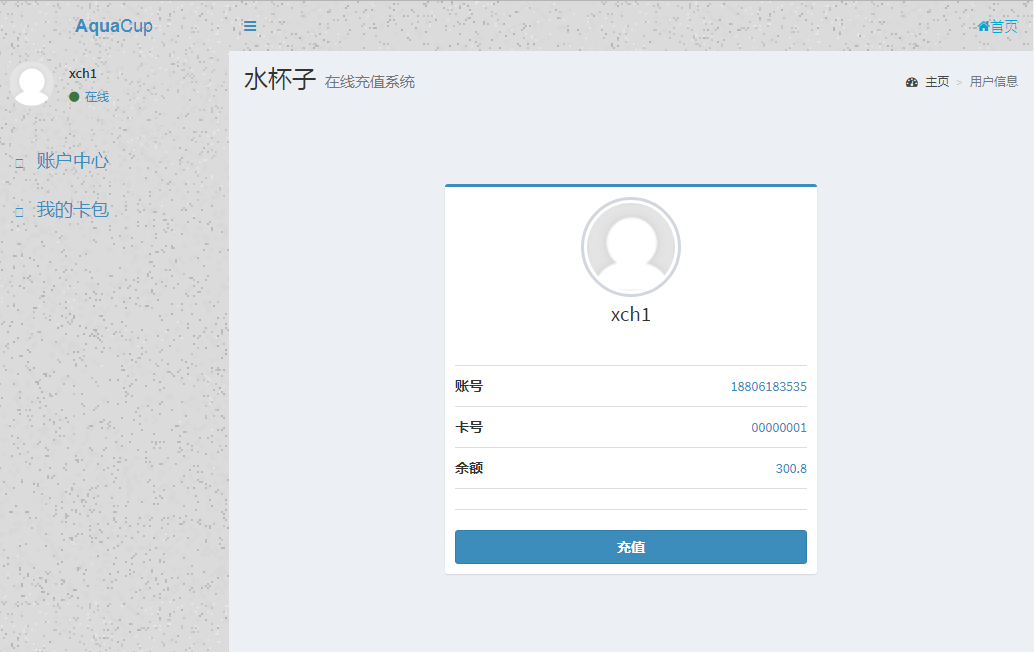 AquaCup
首页
xch1
在线
账户中心
我的卡包
水杯子 在线充值系统
主页 > 用户信息
xch1
账号 18806183535
卡号 00000001
余额 300.8
充值